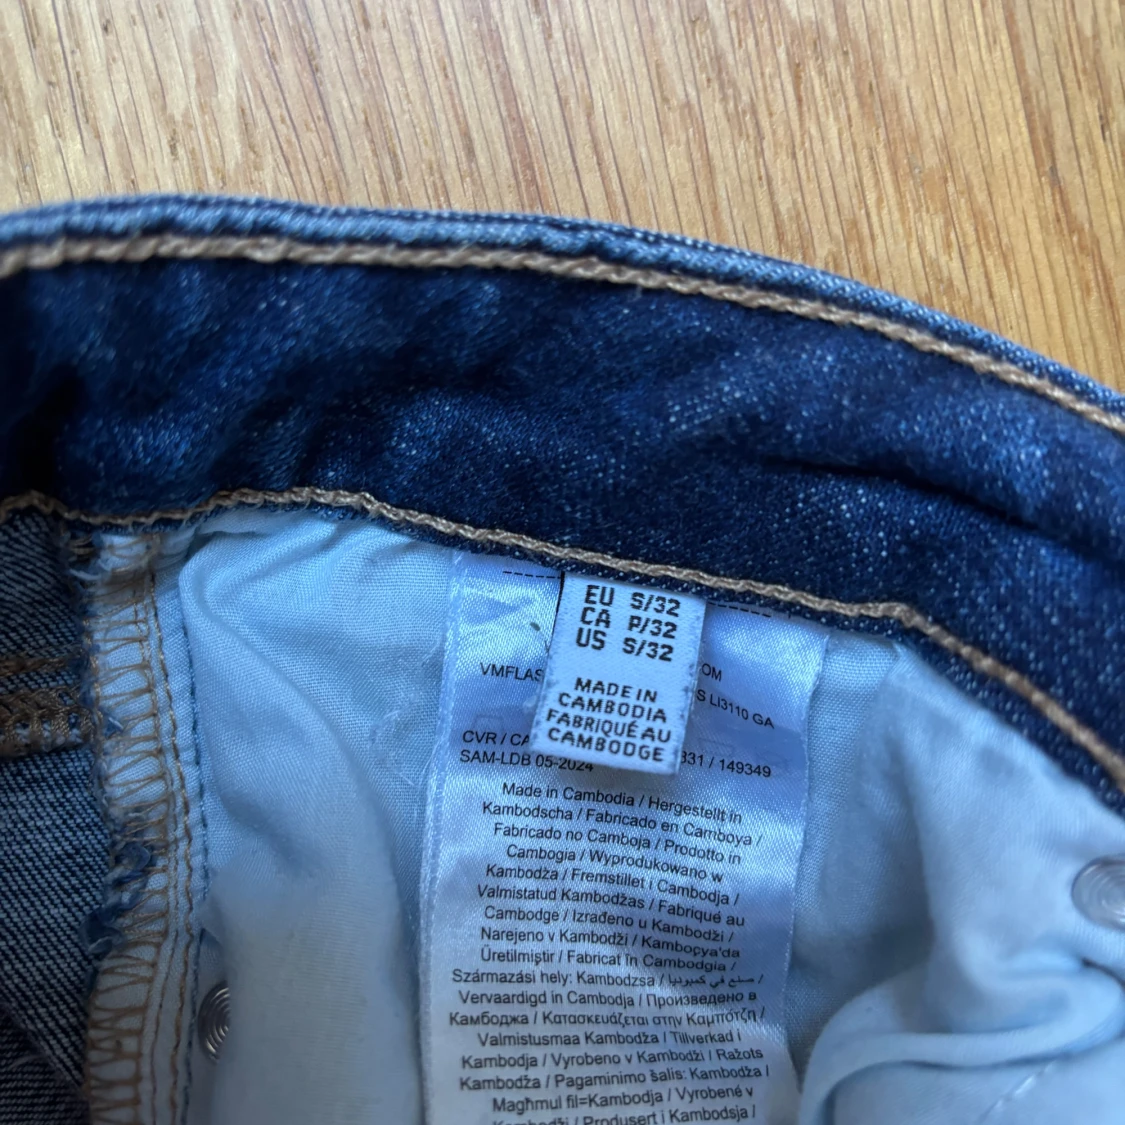 EU S/32
CA P/32
US S/32
MADE IN
CAMBODIA
FABRIQUÉ AU
CAMBODGE
OM
VMFLAS
S LI3110 GA
CVR / CA
331 / 149349
SAM-LDB 05-2024
Made in Cambodia / Hergestellt in
Kambodscha / Fabricado en Camboya /
Fabricado no Camboja / Prodotto in
Cambogia / Wyprodukowano w
Kambodża / Fremstillet i Cambodja /
Valmistatud Kambodžas / Fabriqué au
Cambodge / Izrađeno u Kambodži /
Narejeno v Kambodži / Kamboçya'da
Üretilmiştir / Fabricat în Cambodgia /
Származási hely: Kambodzsa / صنع في كمبوديا /
Vervaardigd in Cambodja / Произведено в
Камбоджа / Κατασκευάζεται στην Καμπότζη /
Valmistusmaa Kambodža / Tillverkad i
Kambodja / Vyrobeno v Kambodži / Ražots
Kambodža / Pagaminimo šalis: Kambodža /
Magħmul fil=Kambodja / Vyrobené v
Kambodži / Produsert i Kambodsja /